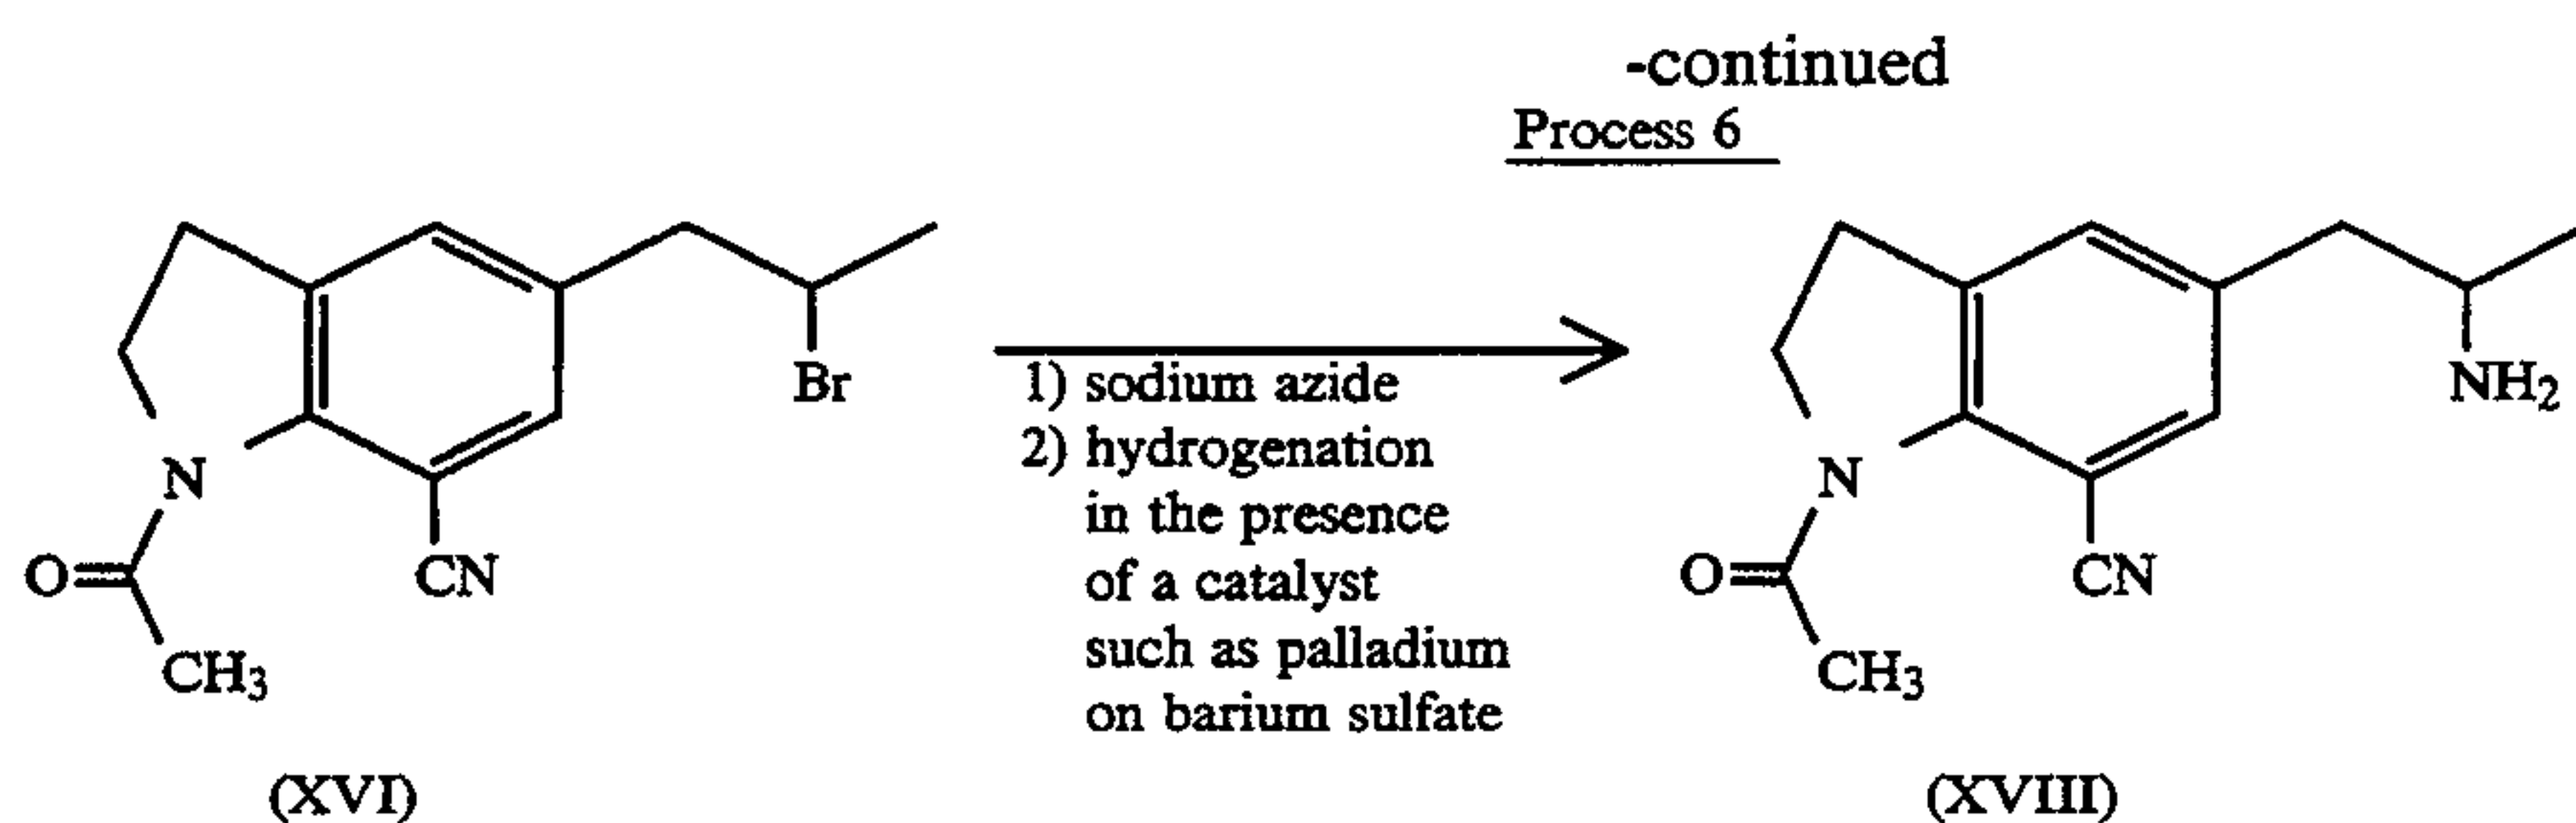 -continued
Process 6
Br
N
O
CN
CH3
(XVI)
1) sodium azide
2) hydrogenation
in the presence
of a catalyst
such as palladium
on barium sulfate
NH2
N
O
CN
CH3
(XVIII)